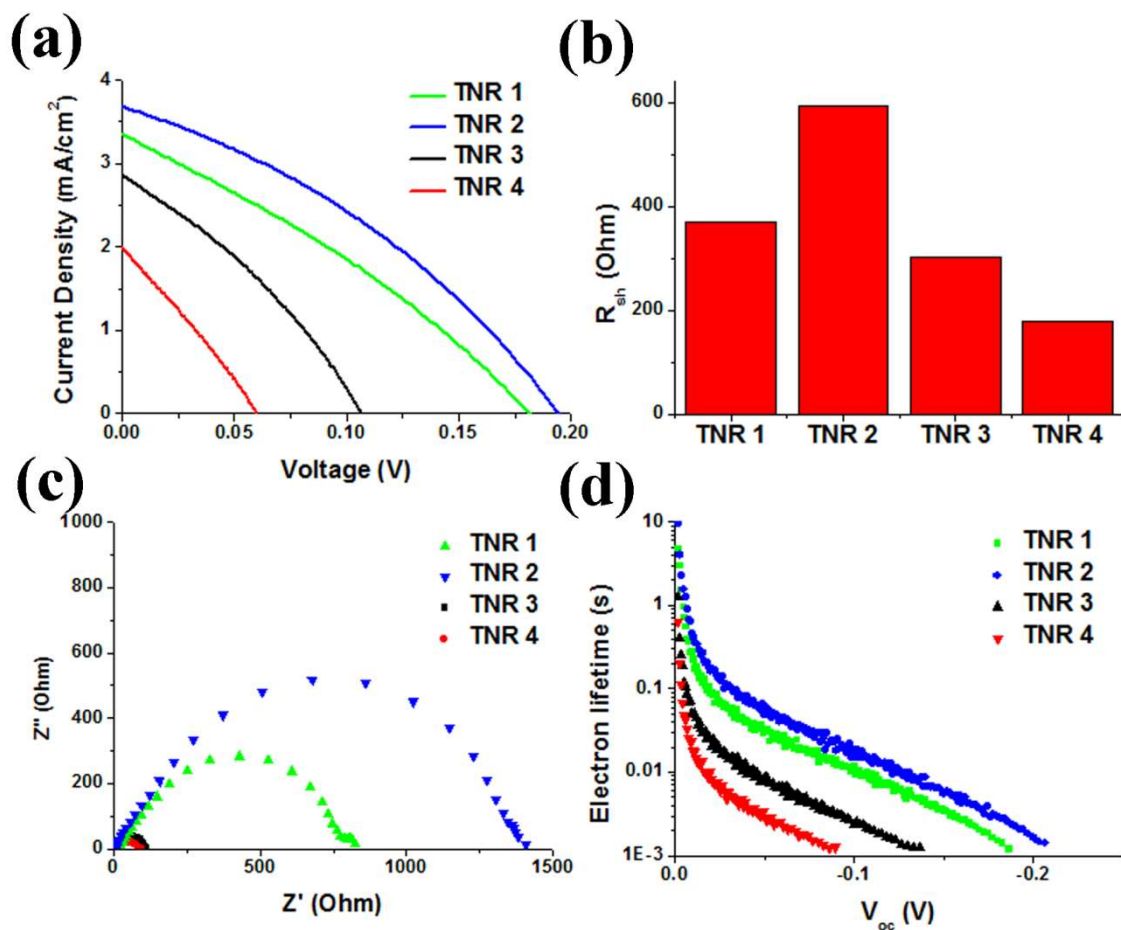 (a)
Current Density (mA/cm²)
4
3
2
1
0
0.00 0.05 0.10 0.15 0.20
Voltage (V)
TNR 1
TNR 2
TNR 3
TNR 4
(b)
R_sh (Ohm)
600
400
200
0
TNR 1 TNR 2 TNR 3 TNR 4
(c)
Z'' (Ohm)
1000
800
600
400
200
0
0 500 1000 1500
Z' (Ohm)
TNR 1
TNR 2
TNR 3
TNR 4
(d)
Electron lifetime (s)
10
1
0.1
0.01
1E-3
0.0 -0.1 -0.2
V_oc (V)
TNR 1
TNR 2
TNR 3
TNR 4